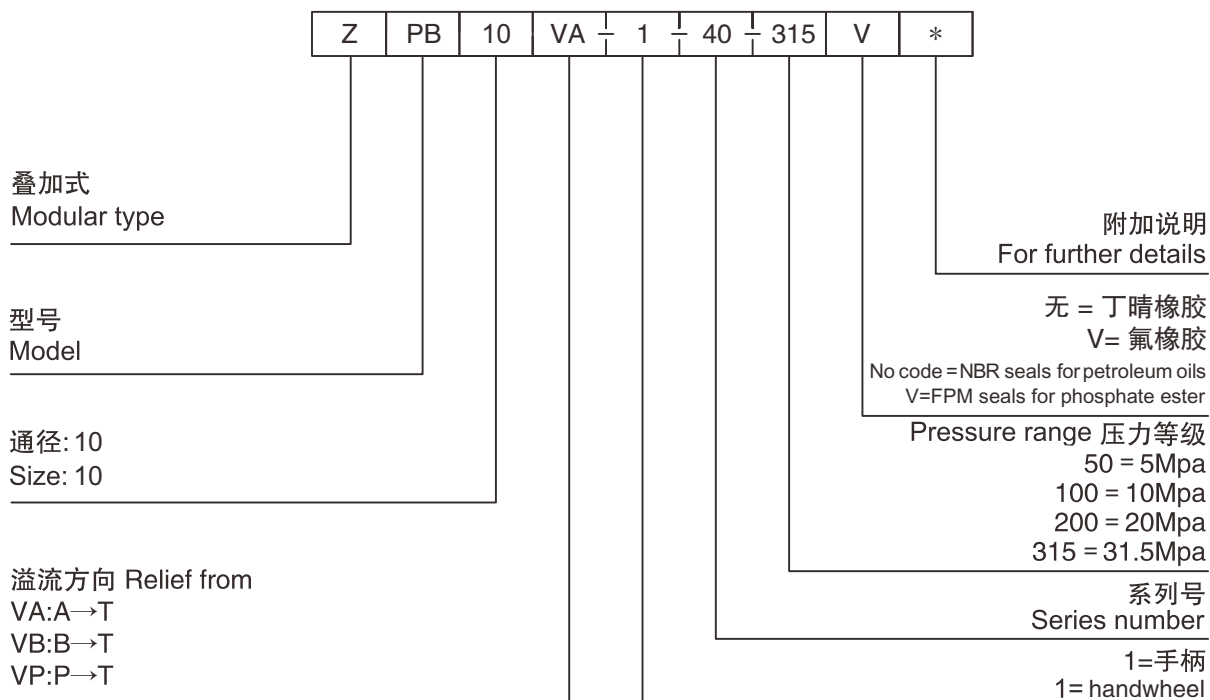 Z PB 10 VA - 1 - 40 - 315 V *
叠加式
Modular type
型号
Model
通径: 10
Size: 10
溢流方向 Relief from
VA:A→T
VB:B→T
VP:P→T
附加说明
For further details
无 = 丁晴橡胶
V= 氟橡胶
No code =NBR seals for petroleum oils
V=FPM seals for phosphate ester
Pressure range 压力等级
50 = 5Mpa
100 = 10Mpa
200 = 20Mpa
315 = 31.5Mpa
系列号
Series number
1=手柄
1= handwheel